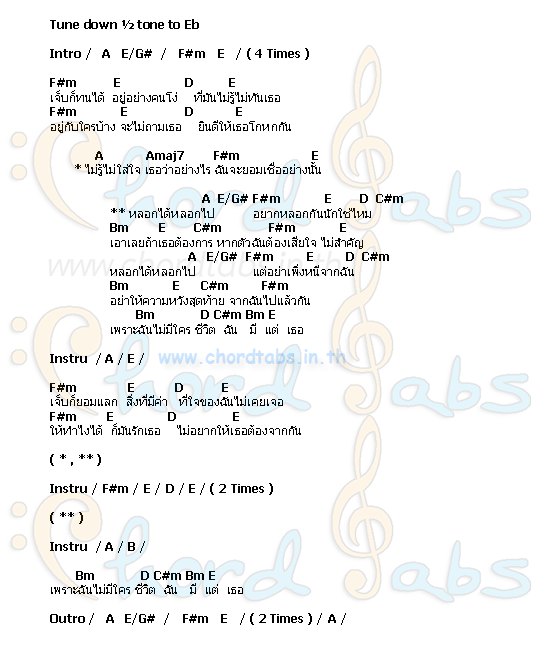 Tune down ½ tone to Eb
Intro / A E/G# / F#m E / ( 4 Times )
F#m E D E
เจ็บก็ทนได้ อยู่อย่างคนโง่ ที่มันไม่รู้ไม่ทันเธอ
F#m E D E
อยู่กับใครบ้าง จะไม่ถามเธอ ยินดีให้เธอโกหกกัน
A Amaj7 F#m E
* ไม่รู้ไม่ใส่ใจ เธอว่าอย่างไร ฉันจะยอมเชื่ออย่างนั้น
A E/G# F#m E D C#m
** หลอกได้หลอกไป อยากหลอกกันนักใช่ไหม
Bm E C#m F#m E
เอาเลยถ้าเธอต้องการ หากตัวฉันต้องเสียใจ ไม่สำคัญ
A E/G# F#m E D C#m
หลอกได้หลอกไป แต่อย่าเพิ่งหนีจากฉัน
Bm E C#m F#m
อย่าให้ความหวังสุดท้าย จากฉันไปแล้วกัน
Bm D C#m Bm E
เพราะฉันไม่มีใคร ชีวิต ฉัน มี แต่ เธอ
www.chordtabs.in.th
Instru / A / E /
F#m E D E
เจ็บก็ยอมแลก สิ่งที่มีค่า ที่ใจของฉันไม่เคยเจอ
F#m E D E
ให้ทำไงได้ ก็มันรักเธอ ไม่อยากให้เธอต้องจากกัน
( * , ** )
Instru / F#m / E / D / E / ( 2 Times )
( ** )
Instru / A / B /
Bm D C#m Bm E
เพราะฉันไม่มีใคร ชีวิต ฉัน มี แต่ เธอ
Outro / A E/G# / F#m E / ( 2 Times ) / A /